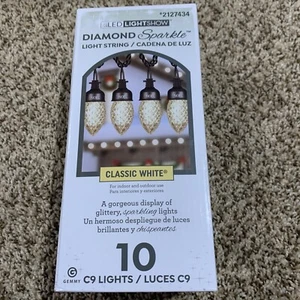 #2127434
LED LIGHTSHOW
DIAMOND Sparkle™
LIGHT STRING / CADENA DE LUZ
CLASSIC WHITE®
For indoor and outdoor use
Para interiores y exteriores
A gorgeous display of
glittery, sparkling lights
Un hermoso despliegue de luces
brillantes y chispeantes
10
G
GEMMY
C9 LIGHTS / LUCES C9